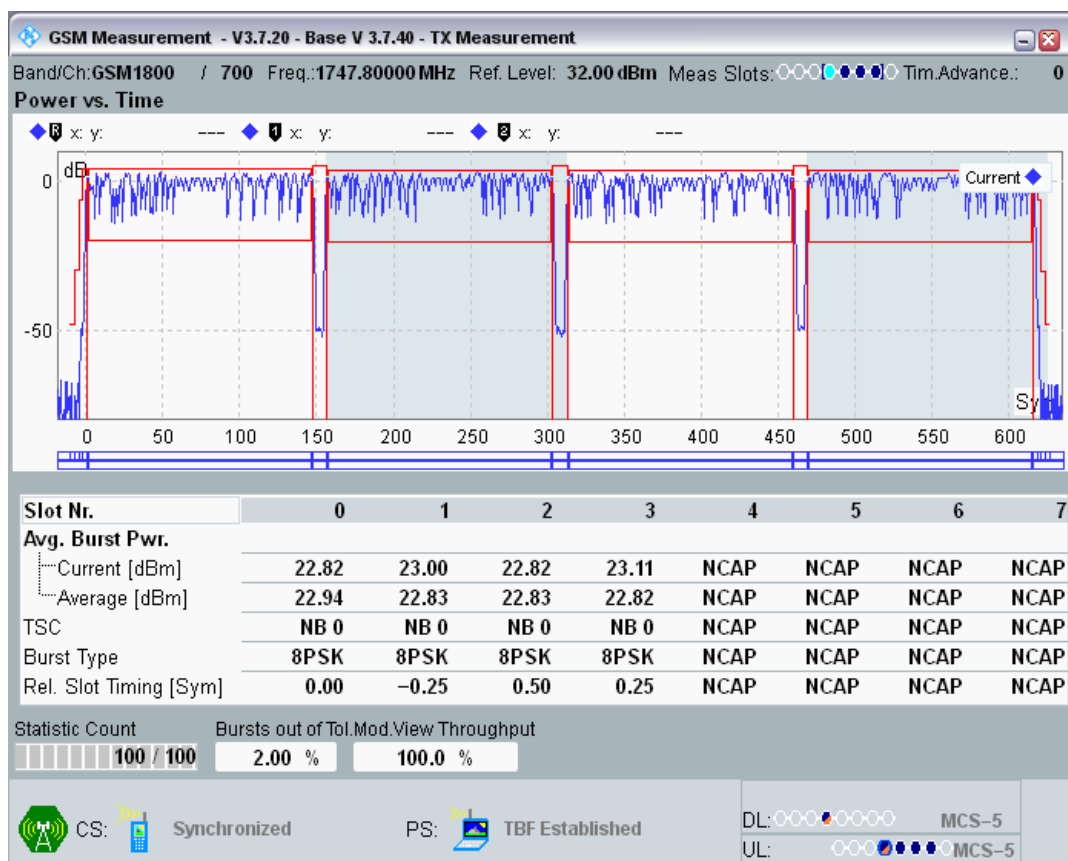 GSM Measurement - V3.7.20 - Base V 3.7.40 - TX Measurement
Band/Ch:GSM1800 / 700 Freq.:1747.80000 MHz Ref. Level: 32.00 dBm Meas Slots: Tim.Advance.: 0
Power vs. Time
R x: y: --- 1 x: y: --- 2 x: y: ---
dB
Current
0
-50
Sy
0 50 100 150 200 250 300 350 400 450 500 550 600
Slot Nr. 0 1 2 3 4 5 6 7
Avg. Burst Pwr.
Current [dBm] 22.82 23.00 22.82 23.11 NCAP NCAP NCAP NCAP
Average [dBm] 22.94 22.83 22.83 22.82 NCAP NCAP NCAP NCAP
TSC NB 0 NB 0 NB 0 NB 0 NCAP NCAP NCAP NCAP
Burst Type 8PSK 8PSK 8PSK 8PSK NCAP NCAP NCAP NCAP
Rel. Slot Timing [Sym] 0.00 −0.25 0.50 0.25 NCAP NCAP NCAP NCAP
Statistic Count Bursts out of Tol.Mod.View Throughput
100 / 100 2.00 % 100.0 %
CS: Synchronized PS: TBF Established
DL: MCS−5
UL: MCS−5